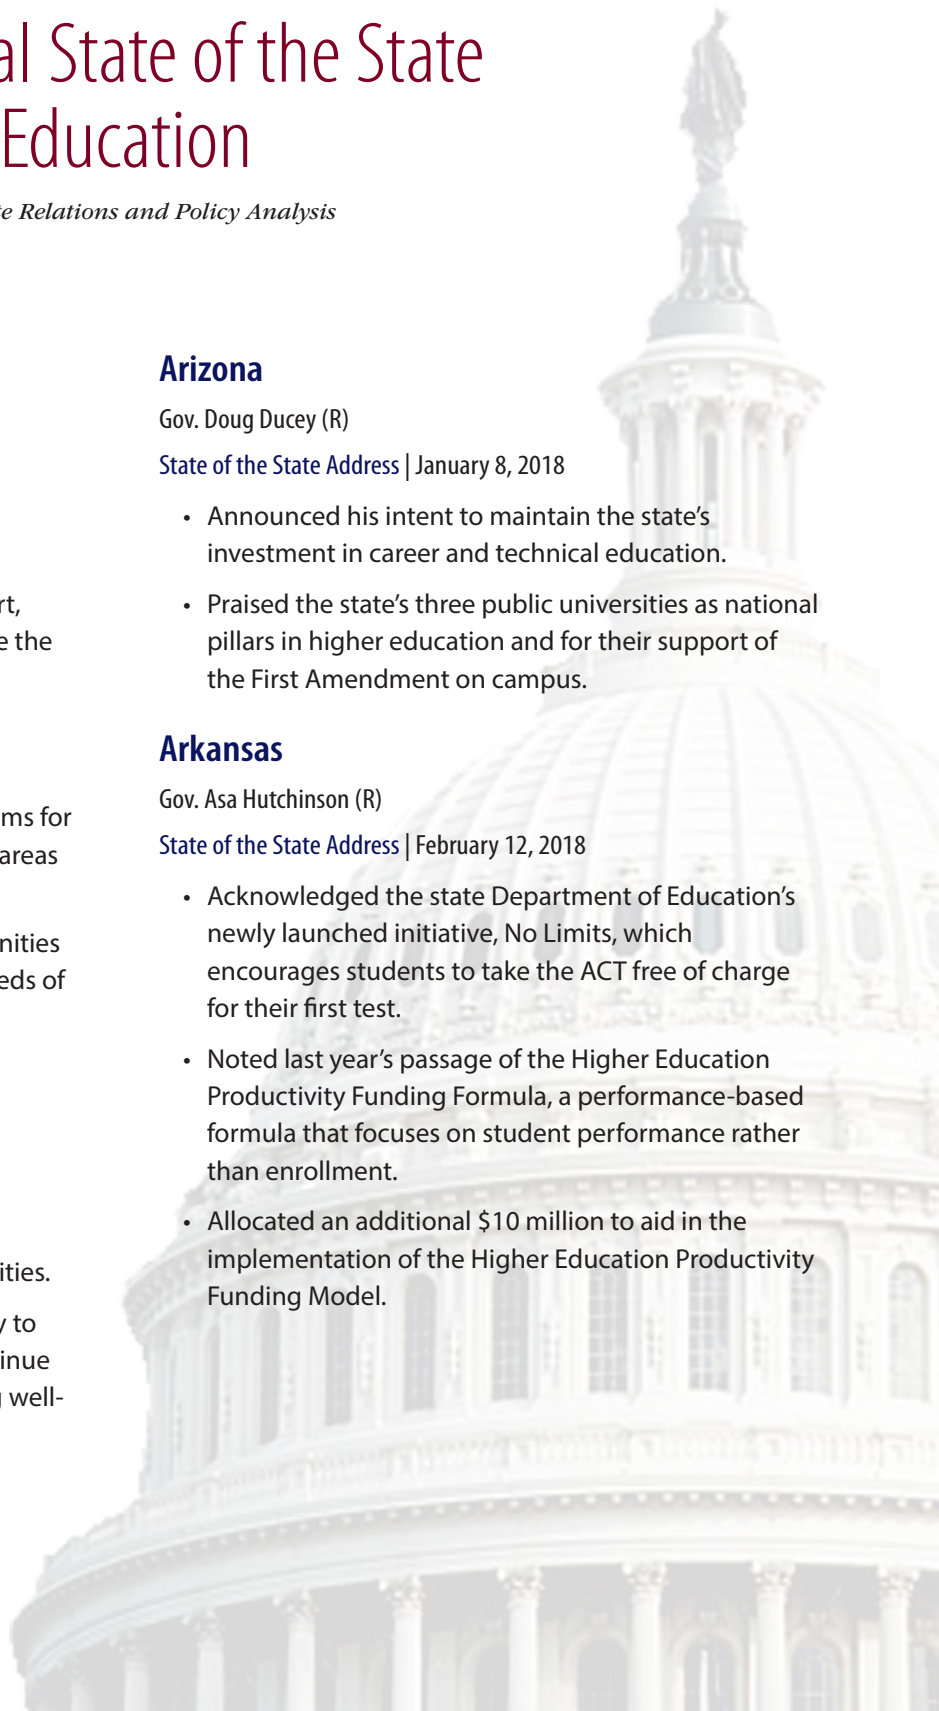 al State of the State
Education
te Relations and Policy Analysis
rt,
e the
ms for
areas
nities
eds of
ities.
y to
inue
g well-
Arizona
Gov. Doug Ducey (R)
State of the State Address | January 8, 2018
• Announced his intent to maintain the state’s
investment in career and technical education.
• Praised the state’s three public universities as national
pillars in higher education and for their support of
the First Amendment on campus.
Arkansas
Gov. Asa Hutchinson (R)
State of the State Address | February 12, 2018
• Acknowledged the state Department of Education’s
newly launched initiative, No Limits, which
encourages students to take the ACT free of charge
for their first test.
• Noted last year’s passage of the Higher Education
Productivity Funding Formula, a performance-based
formula that focuses on student performance rather
than enrollment.
• Allocated an additional $10 million to aid in the
implementation of the Higher Education Productivity
Funding Model.